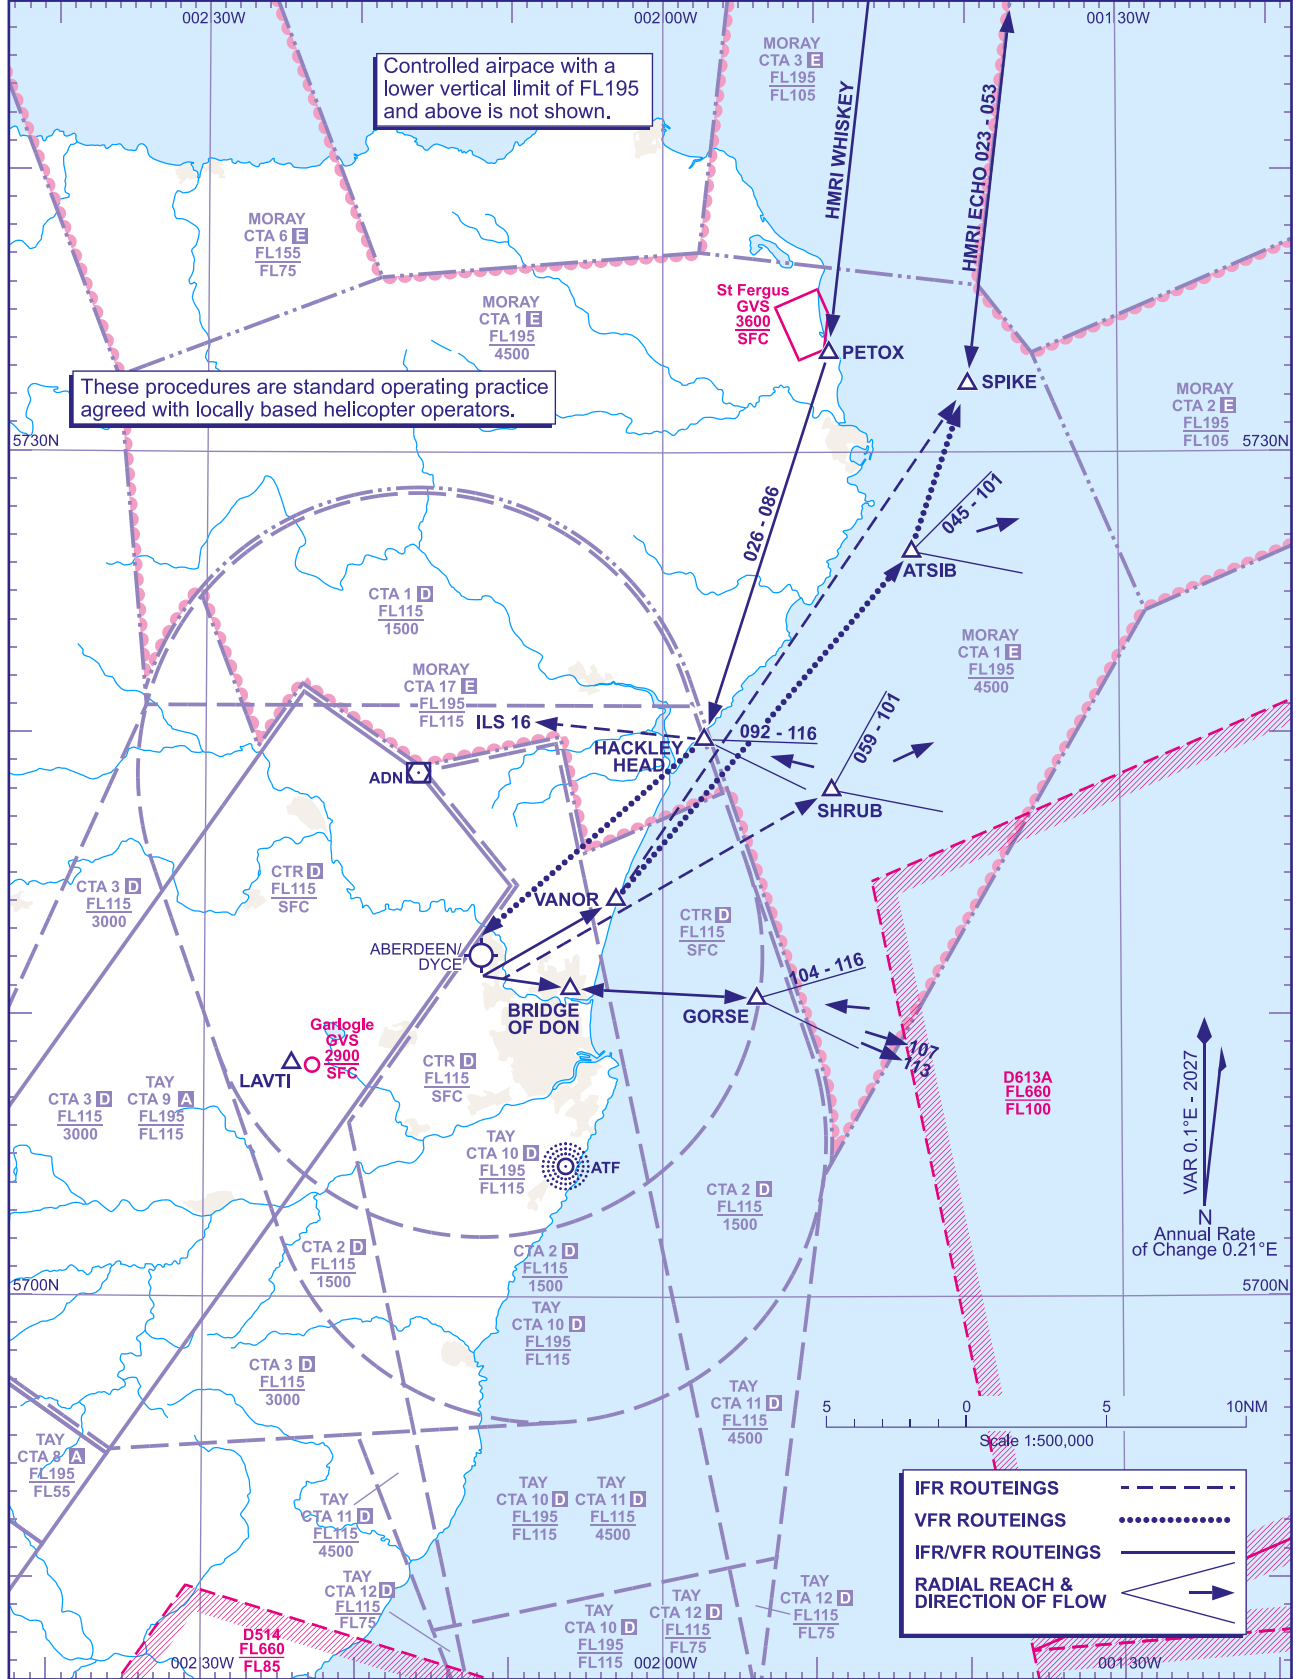 002 30W
002 00W
001 30W
Controlled airpace with a
lower vertical limit of FL195
and above is not shown.
MORAY
CTA 3 E
FL195
FL105
HMRI WHISKEY
HMRI ECHO 023 - 053
MORAY
CTA 6 E
FL155
FL75
MORAY
CTA 1 E
FL195
4500
St Fergus
GVS
3600
SFC
PETOX
SPIKE
These procedures are standard operating practice
agreed with locally based helicopter operators.
MORAY
CTA 2 E
FL195
FL105
5730N
5730N
026 - 086
045 - 101
ATSIB
CTA 1 D
FL115
1500
MORAY
CTA 1 E
FL195
4500
MORAY
CTA 17 E
FL195
FL115
ILS 16
HACKLEY
HEAD
092 - 116
059 - 101
ADN
SHRUB
CTA 3 D
FL115
3000
CTR D
FL115
SFC
VANOR
CTR D
FL115
SFC
ABERDEEN/
DYCE
104 - 116
BRIDGE
OF DON
GORSE
107
113
Garlogie
GVS
2900
SFC
LAVTI
CTR D
FL115
SFC
D613A
FL660
FL100
CTA 3 D
FL115
3000
TAY
CTA 9 A
FL195
FL115
TAY
CTA 10 D
FL195
FL115
ATF
CTA 2 D
FL115
1500
VAR 0.1°E - 2027
N
Annual Rate
of Change 0.21°E
CTA 2 D
FL115
1500
CTA 2 D
FL115
1500
5700N
5700N
TAY
CTA 10 D
FL195
FL115
CTA 3 D
FL115
3000
TAY
CTA 11 D
FL115
4500
5 0 5 10NM
Scale 1:500,000
TAY
CTA 8 A
FL195
FL55
TAY
CTA 11 D
FL115
4500
TAY
CTA 10 D
FL195
FL115
TAY
CTA 11 D
FL115
4500
IFR ROUTEINGS
VFR ROUTEINGS
IFR/VFR ROUTEINGS
RADIAL REACH &
DIRECTION OF FLOW
TAY
CTA 12 D
FL115
FL75
TAY
CTA 10 D
FL195
FL115
TAY
CTA 12 D
FL115
FL75
TAY
CTA 12 D
FL115
FL75
D514
FL660
FL85
002 30W
002 00W
001 30W